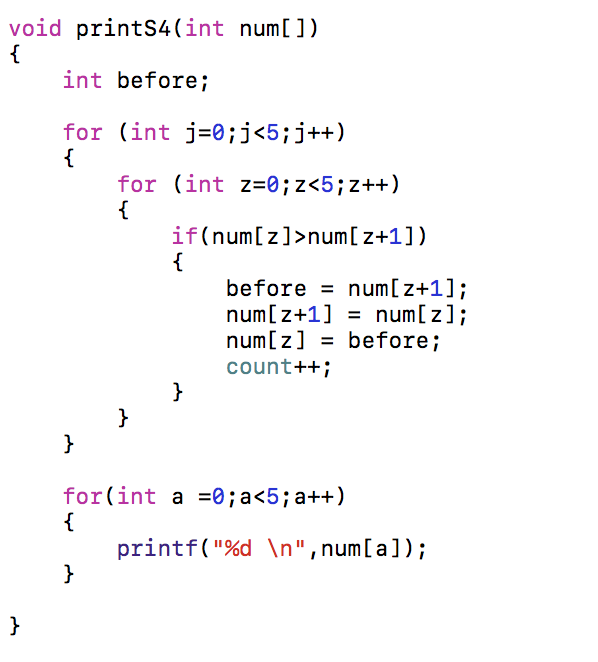 void printS4(int num[])
{
    int before;

    for (int j=0;j<5;j++)
    {
        for (int z=0;z<5;z++)
        {
            if(num[z]>num[z+1])
            {
                before = num[z+1];
                num[z+1] = num[z];
                num[z] = before;
                count++;
            }
        }
    }

    for(int a =0;a<5;a++)
    {
        printf("%d \n",num[a]);
    }

}